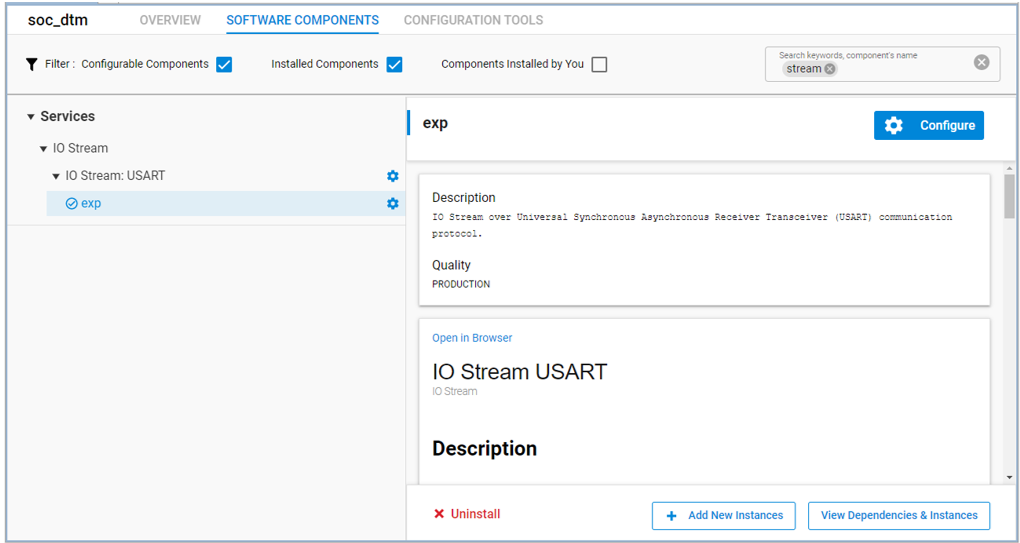 soc_dtm OVERVIEW SOFTWARE COMPONENTS CONFIGURATION TOOLS
Filter : Configurable Components Installed Components Components Installed by You
Search keywords, component's name
stream
Services
IO Stream
IO Stream: USART
exp
exp
Configure
Description
IO Stream over Universal Synchronous Asynchronous Receiver Transceiver (USART) communication
protocol.
Quality
PRODUCTION
Open in Browser
IO Stream USART
IO Stream
Description
Uninstall
Add New Instances
View Dependencies & Instances